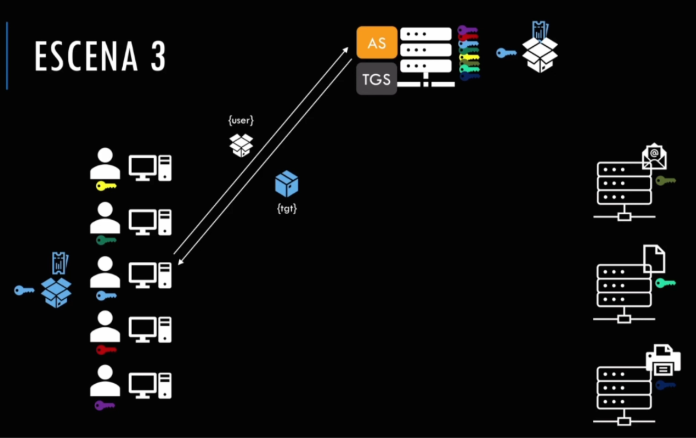 ESCENA 3
AS
TGS
{user}
{tgt}
@